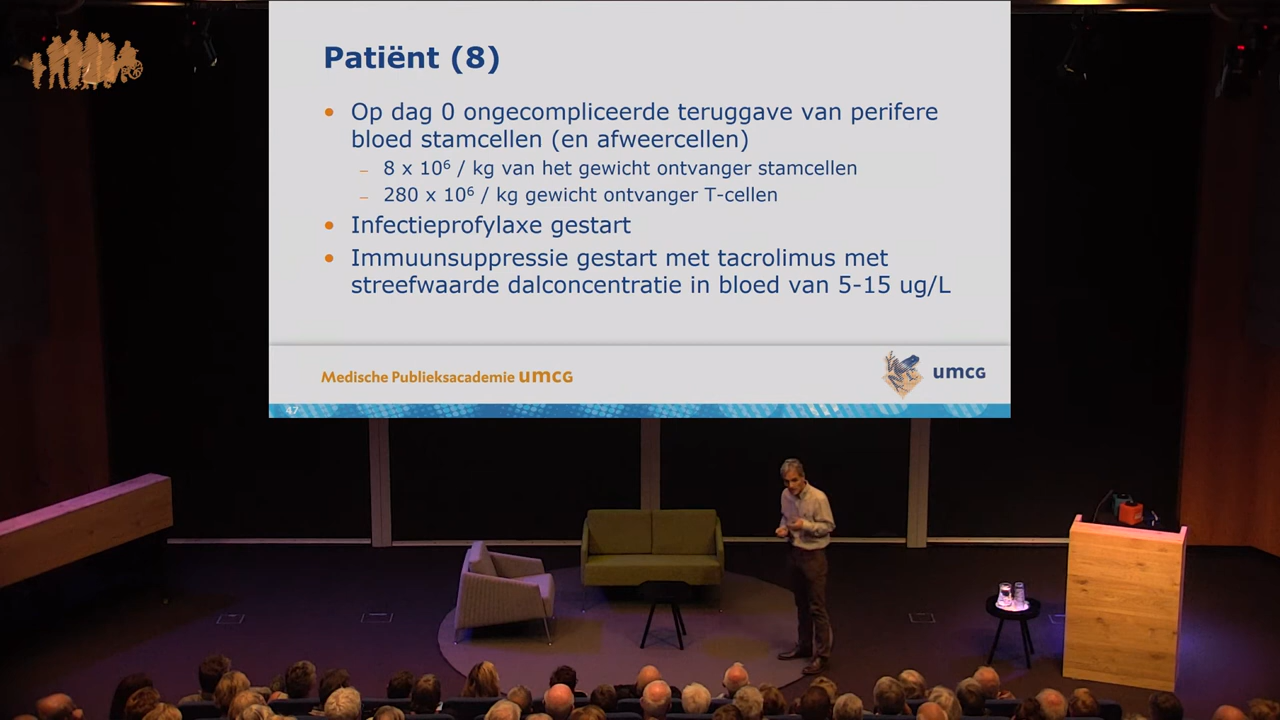 Patiënt (8)
• Op dag 0 ongecompliceerde teruggave van perifere
bloed stamcellen (en afweercellen)
– 8 x 10⁶ / kg van het gewicht ontvanger stamcellen
– 280 x 10⁶ / kg gewicht ontvanger T-cellen
• Infectieprofylaxe gestart
• Immuunsuppressie gestart met tacrolimus met
streefwaarde dalconcentratie in bloed van 5-15 ug/L
Medische Publieksacademie umcg
umcg
47